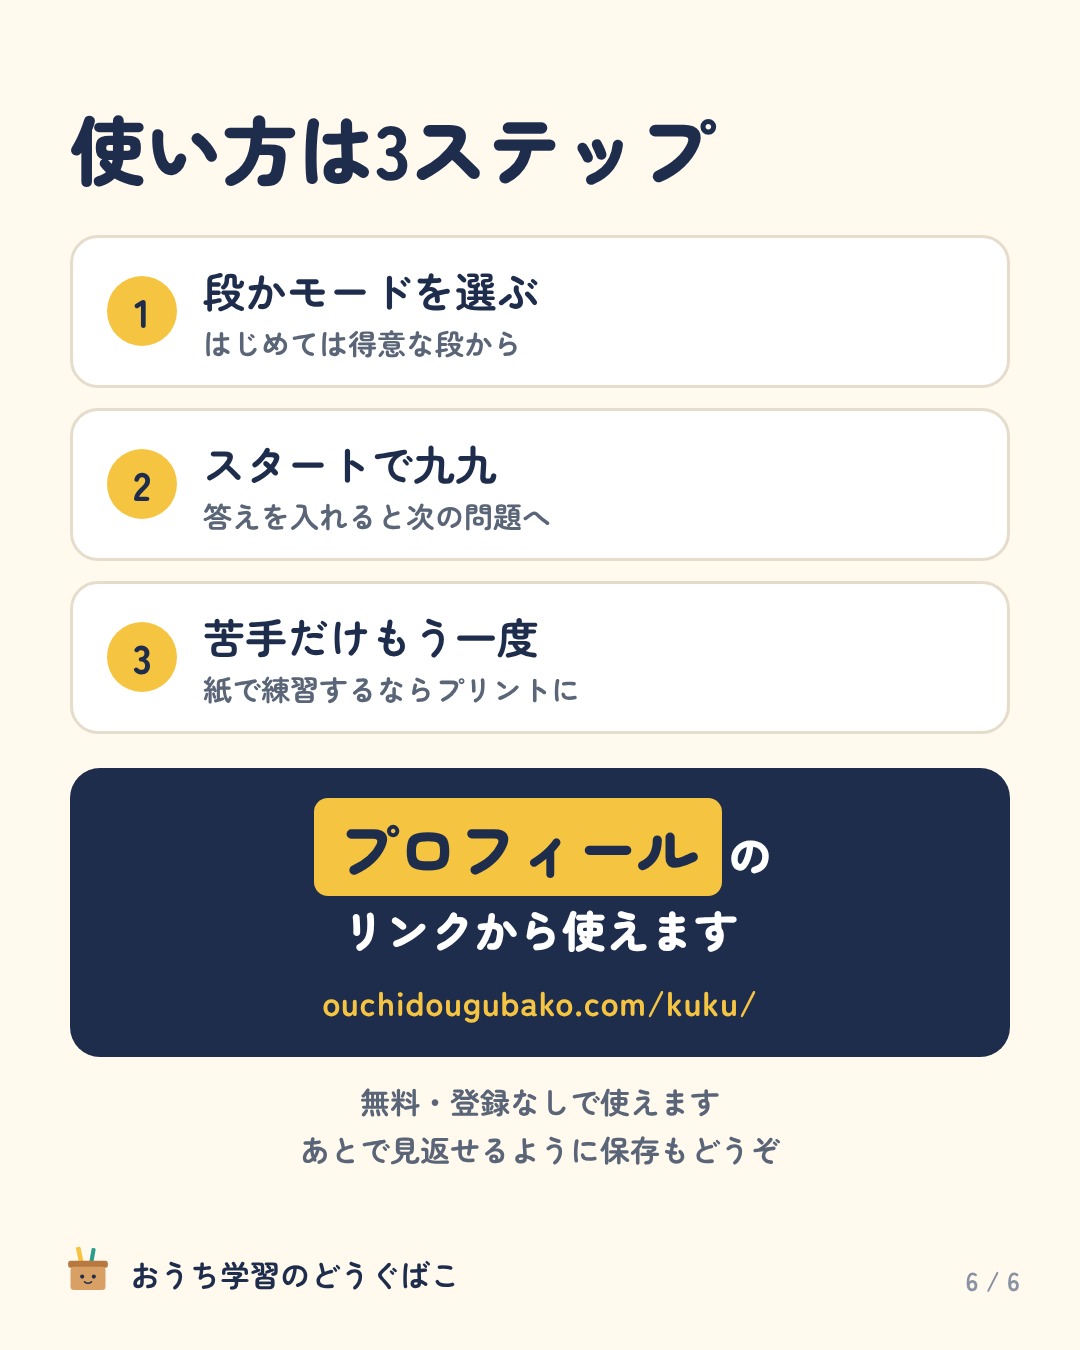 使い方は3ステップ
1
段かモードを選ぶ
はじめては得意な段から
2
スタートで九九
答えを入れると次の問題へ
3
苦手だけもう一度
紙で練習するならプリントに
プロフィールの
リンクから使えます
ouchidougubako.com/kuku/
無料・登録なしで使えます
あとで見返せるように保存もどうぞ
おうち学習のどうぐばこ
6 / 6